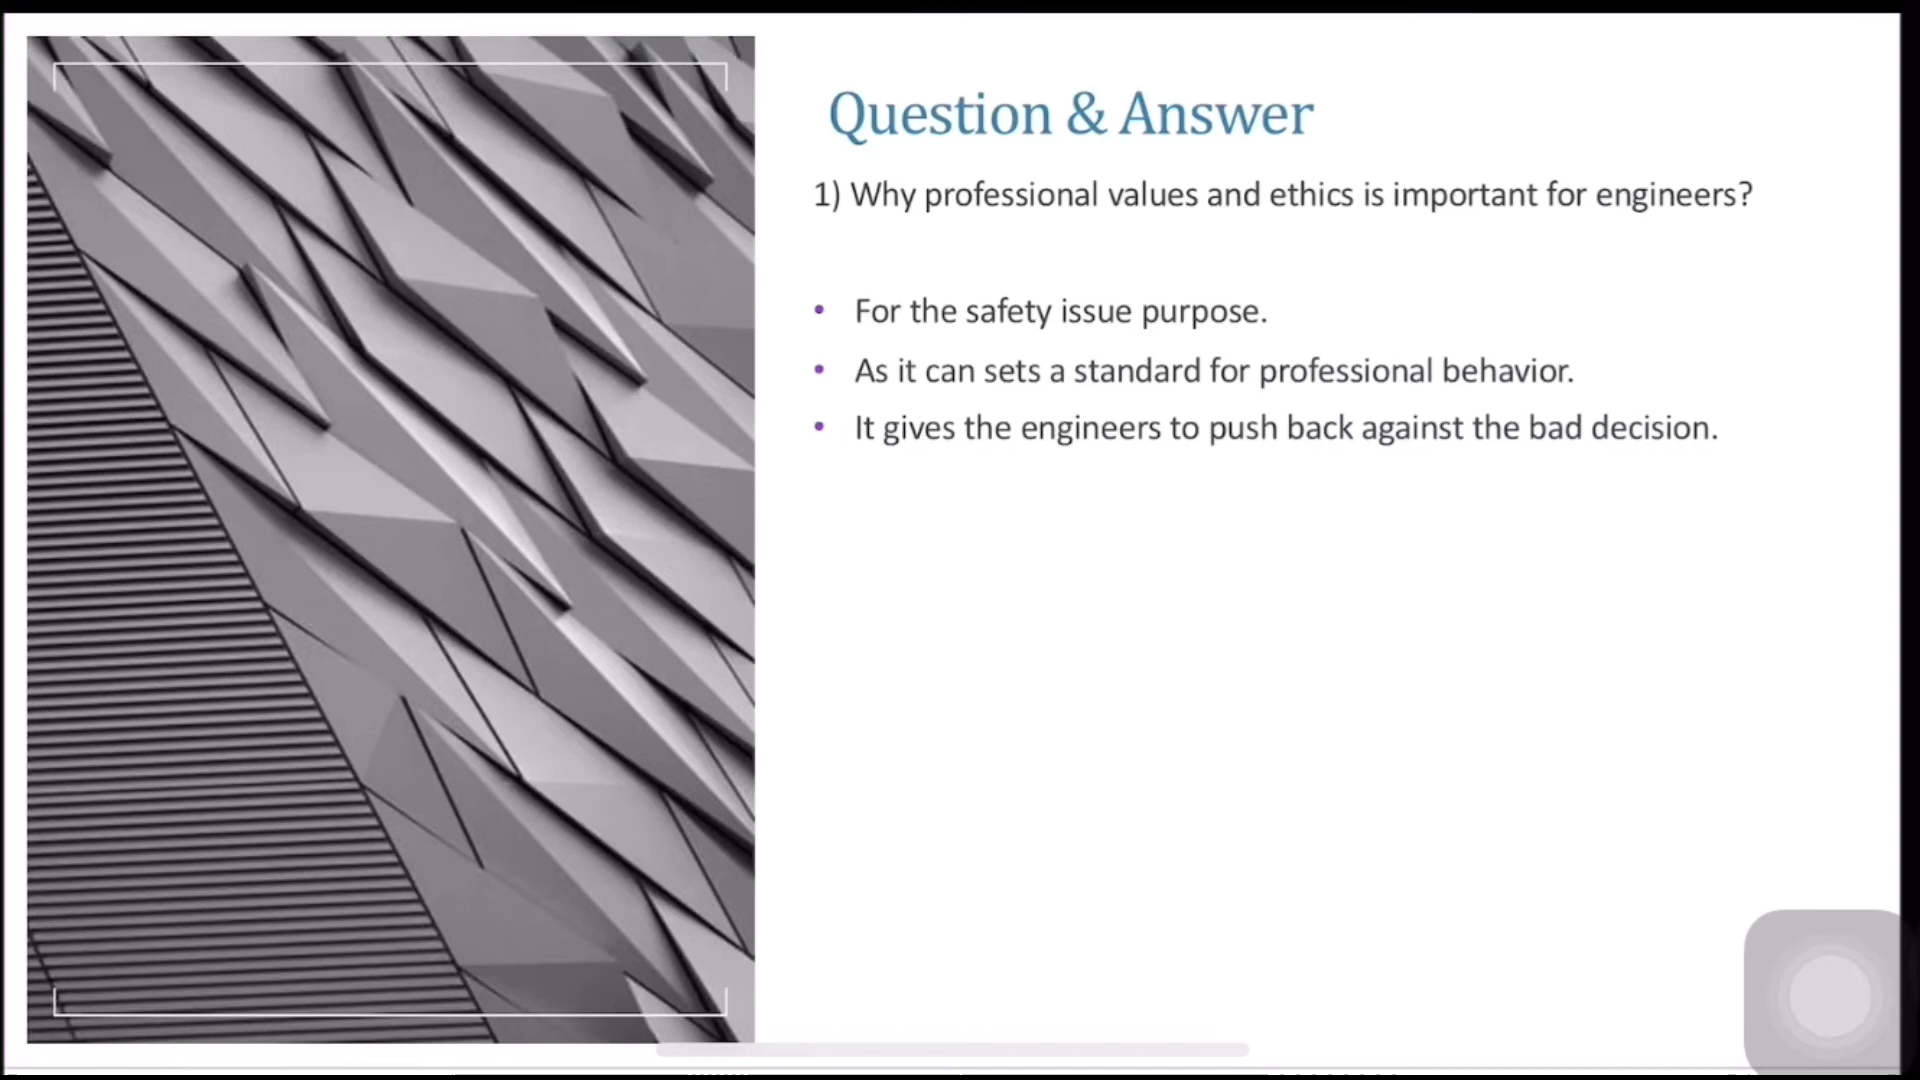 Question & Answer
1) Why professional values and ethics is important for engineers?
• For the safety issue purpose.
• As it can sets a standard for professional behavior.
• It gives the engineers to push back against the bad decision.